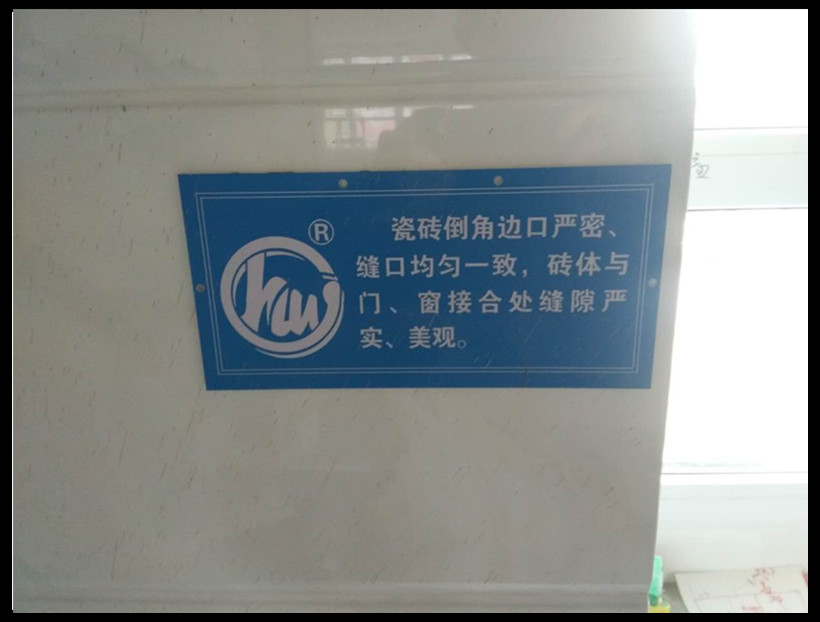 ®
瓷砖倒角边口严密、
缝口均匀一致，砖体与
门、窗接合处缝隙严
实、美观。